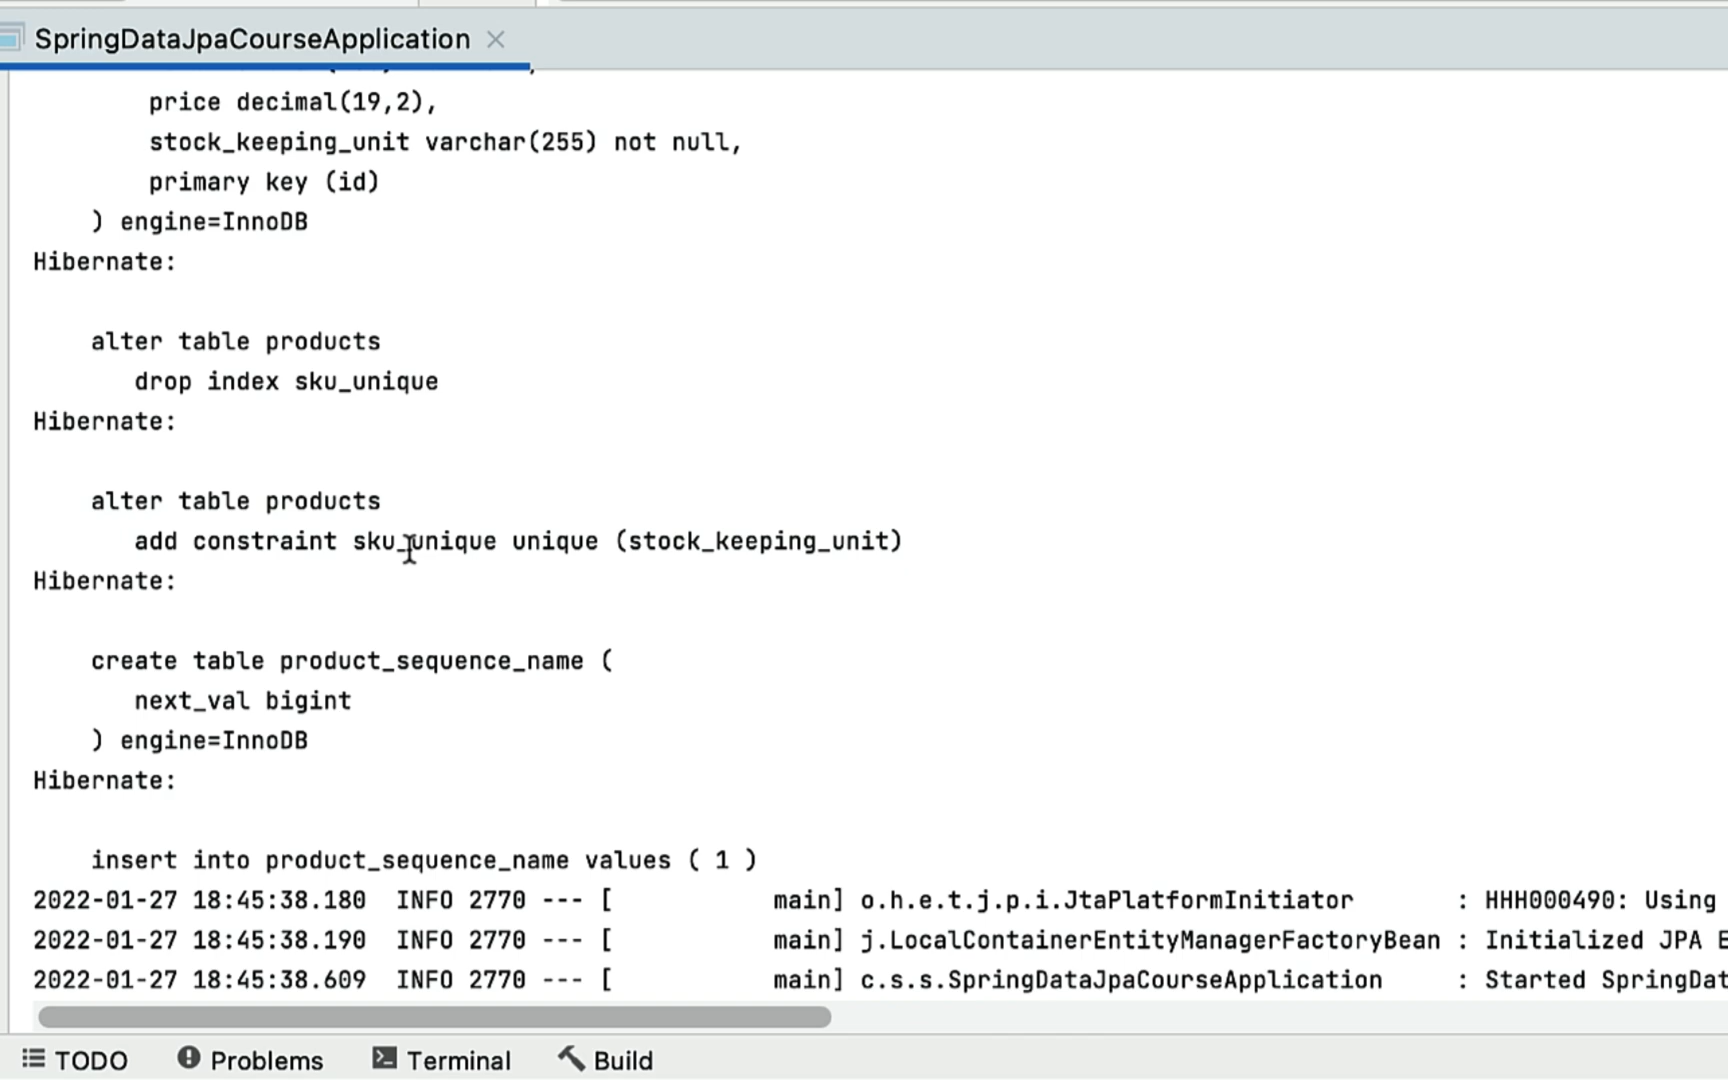 SpringDataJpaCourseApplication
price decimal(19,2),
stock_keeping_unit varchar(255) not null,
primary key (id)
) engine=InnoDB
Hibernate:
alter table products
drop index sku_unique
Hibernate:
alter table products
add constraint sku_unique unique (stock_keeping_unit)
Hibernate:
create table product_sequence_name (
next_val bigint
) engine=InnoDB
Hibernate:
insert into product_sequence_name values ( 1 )
2022-01-27 18:45:38.180  INFO 2770 --- [           main] o.h.e.t.j.p.i.JtaPlatformInitiator       : HHH000490: Using
2022-01-27 18:45:38.190  INFO 2770 --- [           main] j.LocalContainerEntityManagerFactoryBean : Initialized JPA E
2022-01-27 18:45:38.609  INFO 2770 --- [           main] c.s.s.SpringDataJpaCourseApplication     : Started SpringDat
TODO Problems Terminal Build